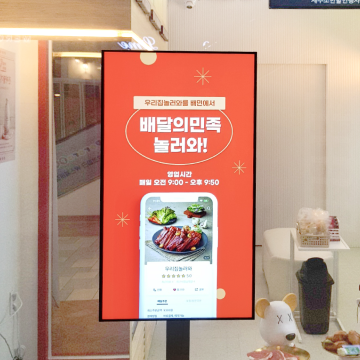 우리집놀러와를 배민에서
배달의민족
놀러와!
영업시간
매일 오전 9:00 - 오후 9:50
우리집놀러와